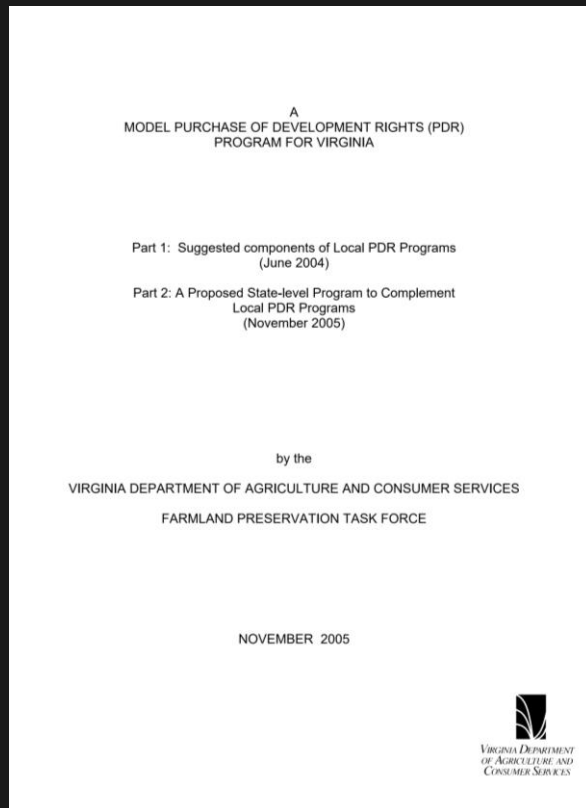 A
MODEL PURCHASE OF DEVELOPMENT RIGHTS (PDR)
PROGRAM FOR VIRGINIA
Part 1: Suggested components of Local PDR Programs
(June 2004)
Part 2: A Proposed State-level Program to Complement
Local PDR Programs
(November 2005)
by the
VIRGINIA DEPARTMENT OF AGRICULTURE AND CONSUMER SERVICES
FARMLAND PRESERVATION TASK FORCE
NOVEMBER 2005
VIRGINIA DEPARTMENT
OF AGRICULTURE AND
CONSUMER SERVICES